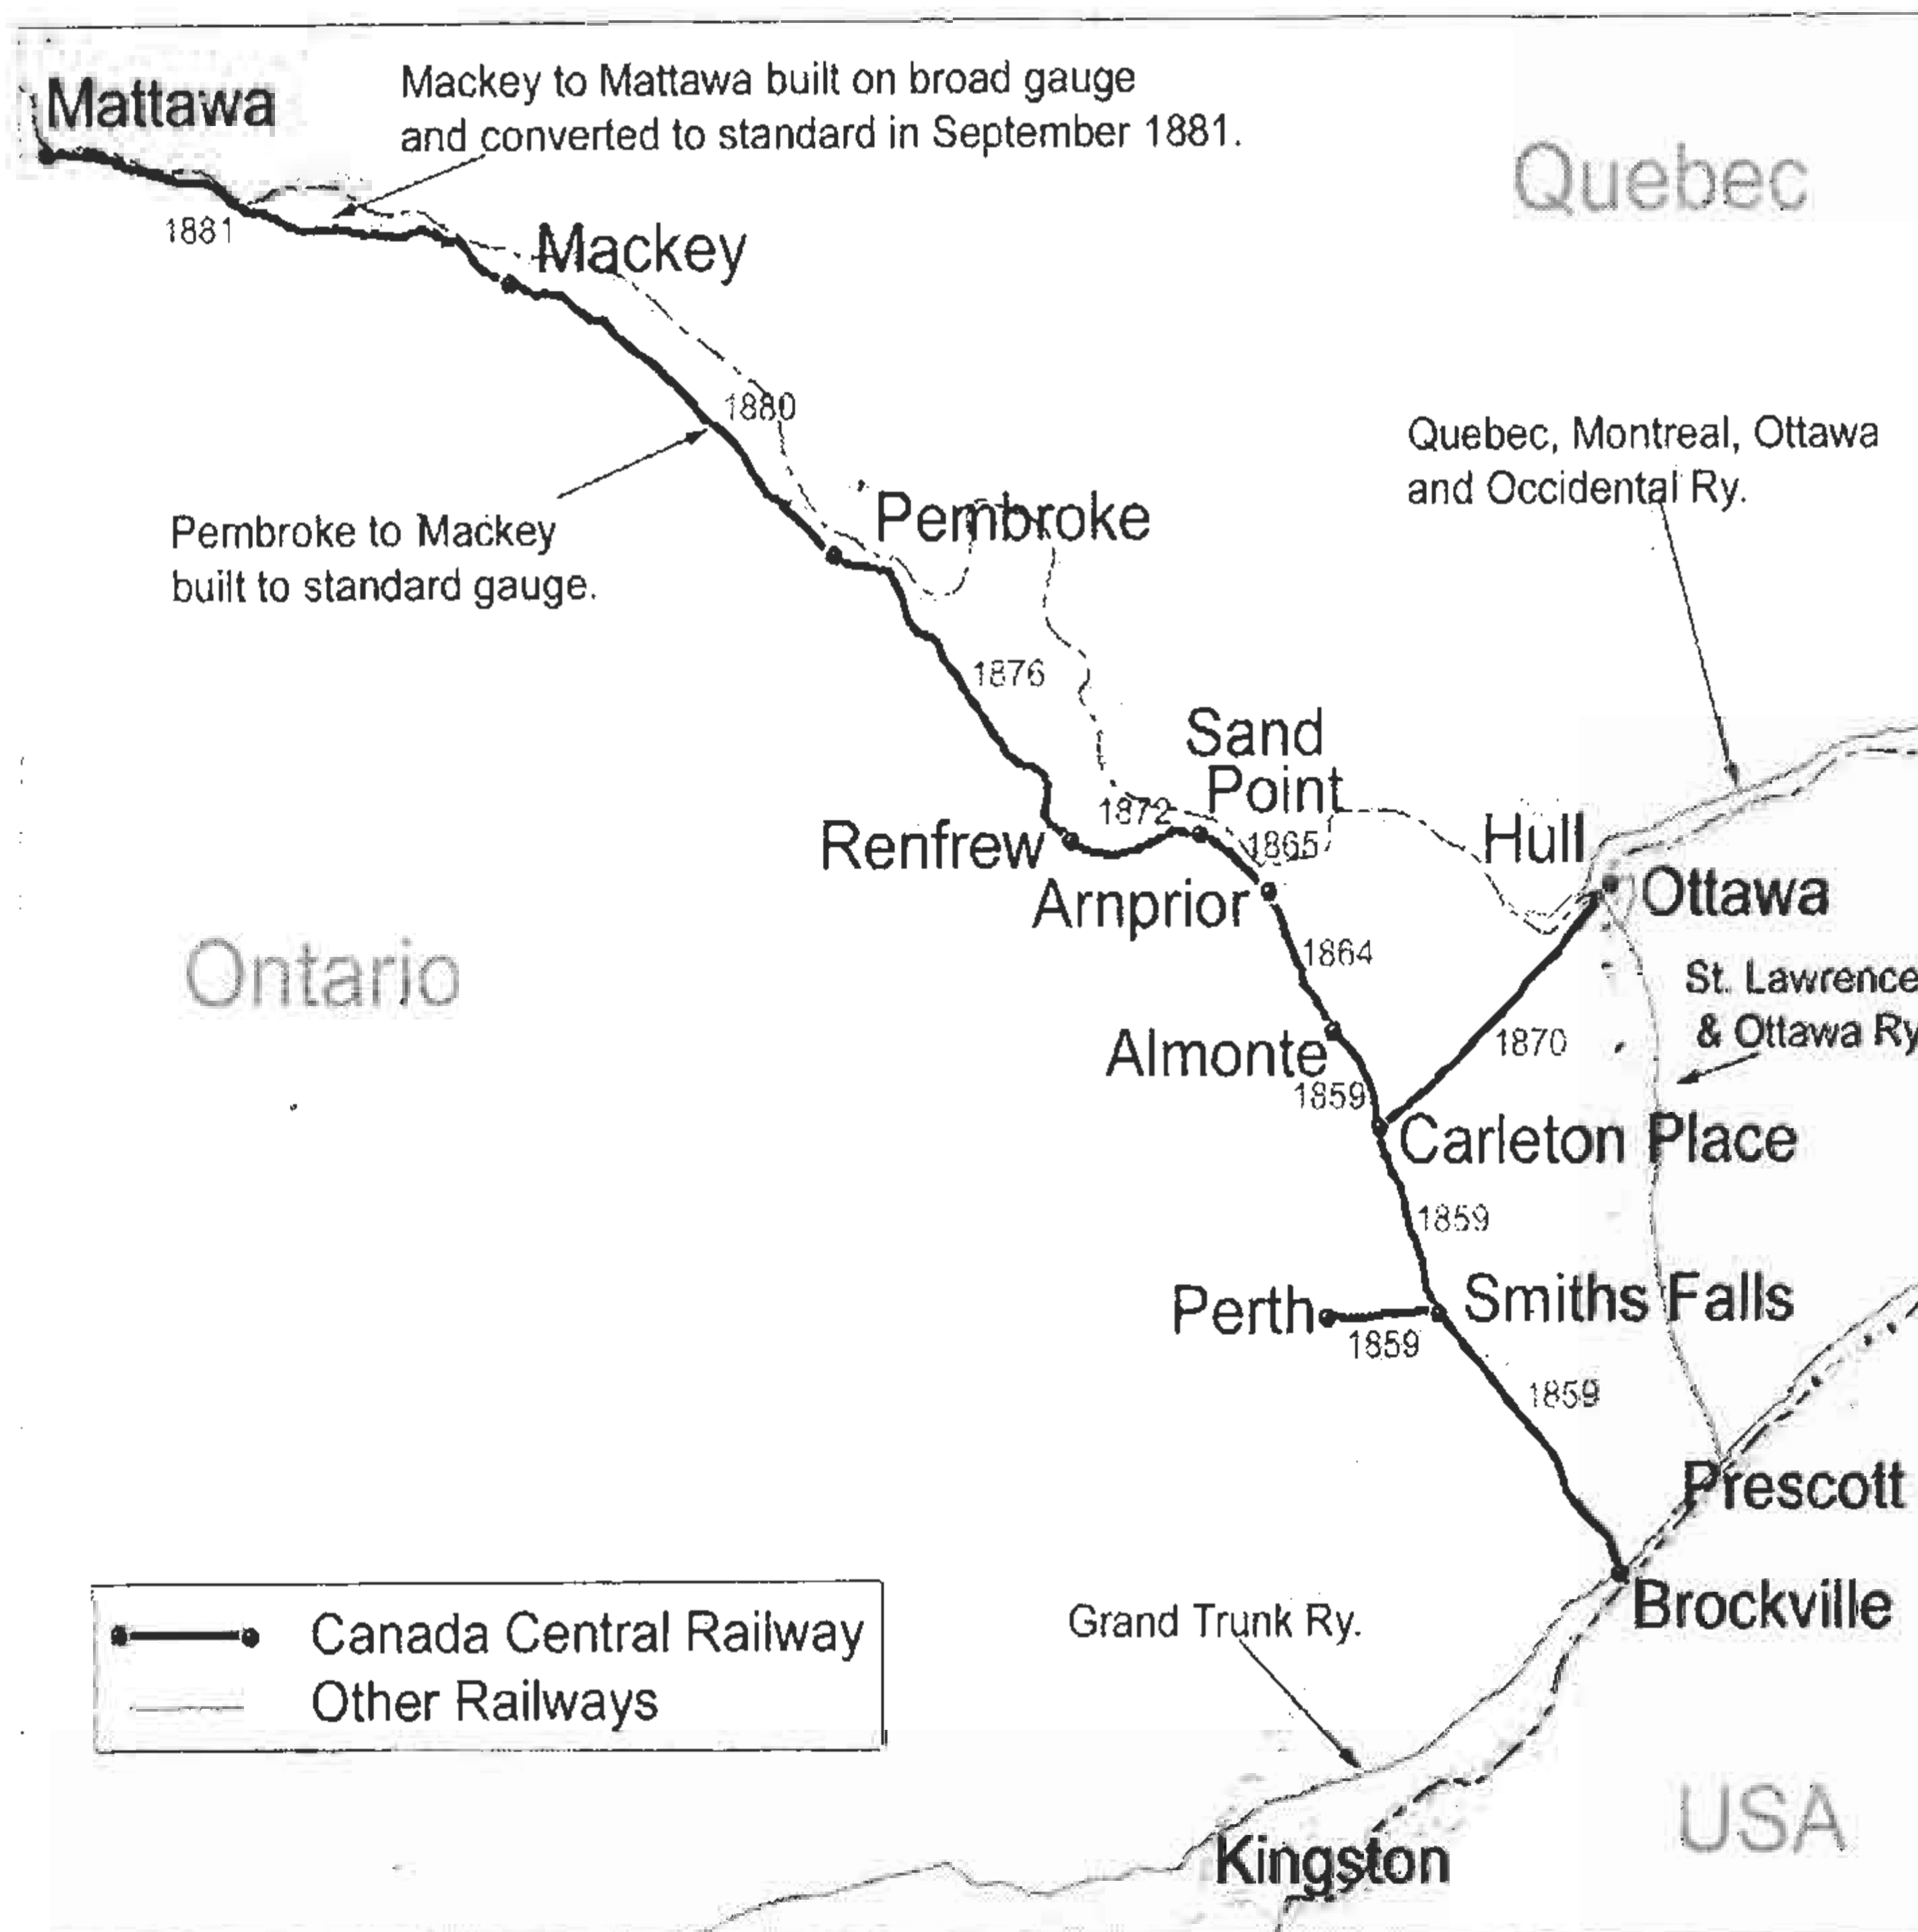 Mattawa
Mackey to Mattawa built on broad gauge
and converted to standard in September 1881.
Quebec
1881
Mackey
1880
Quebec, Montreal, Ottawa
and Occidental Ry.
Pembroke to Mackey
built to standard gauge.
Pembroke
1876
Sand
Point
1872
1865
Renfrew
Hull
Arnprior
Ottawa
1864
Ontario
St. Lawrence
& Ottawa Ry
Almonte
1870
1859
Carleton Place
1859
Perth
Smiths Falls
1859
1859
Prescott
Brockville
Canada Central Railway
Other Railways
Grand Trunk Ry.
USA
Kingston